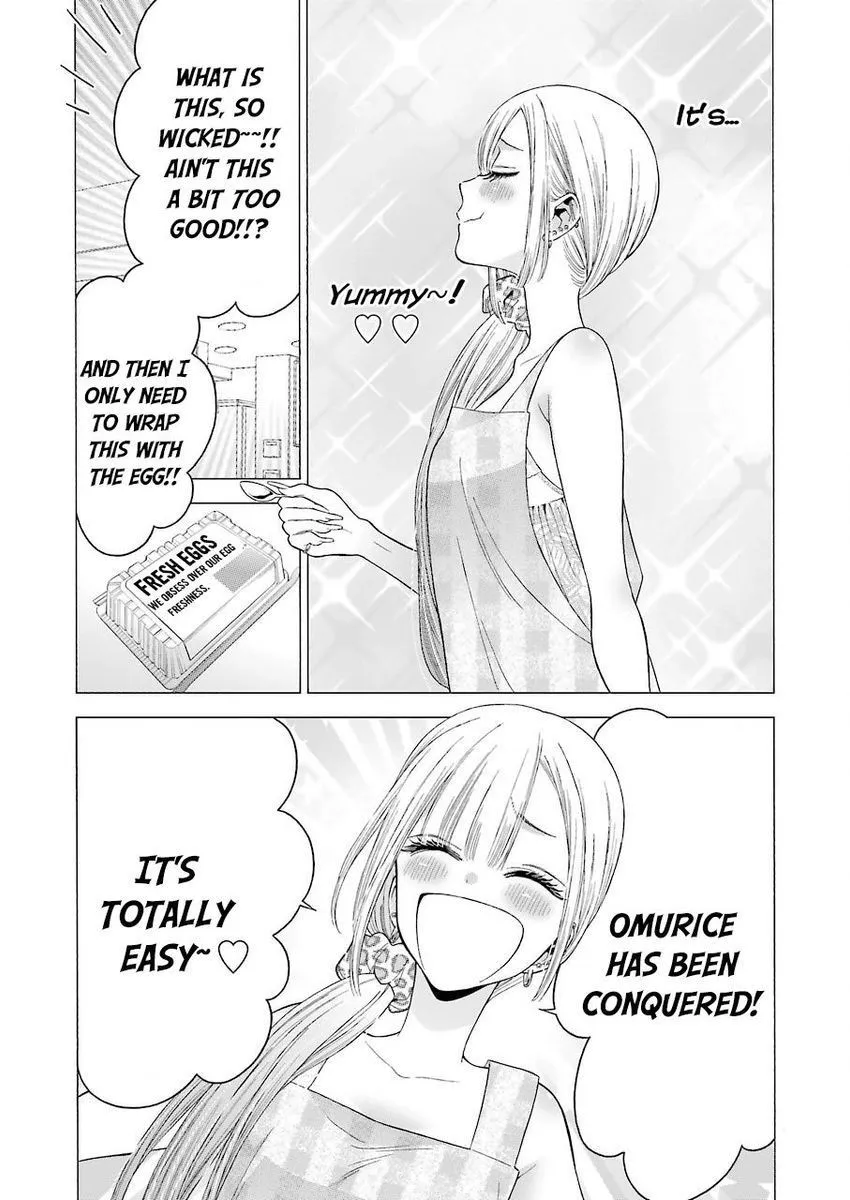 It's...
Yummy~!
♡ ♡
WHAT IS
THIS, SO
WICKED~~!!
AIN'T THIS
A BIT TOO
GOOD!!?
AND THEN I
ONLY NEED
TO WRAP
THIS WITH
THE EGG!!
FRESH EGGS
WE OBSESS OVER OUR EGG
FRESHNESS.
OMURICE
HAS BEEN
CONQUERED!
IT'S
TOTALLY
EASY~♡